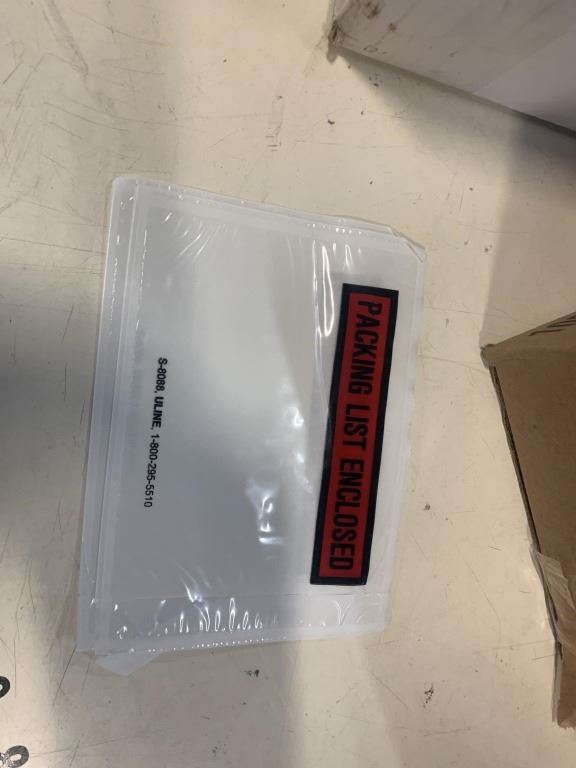 PACKING LIST ENCLOSED
S-8088, ULINE, 1-800-295-5510